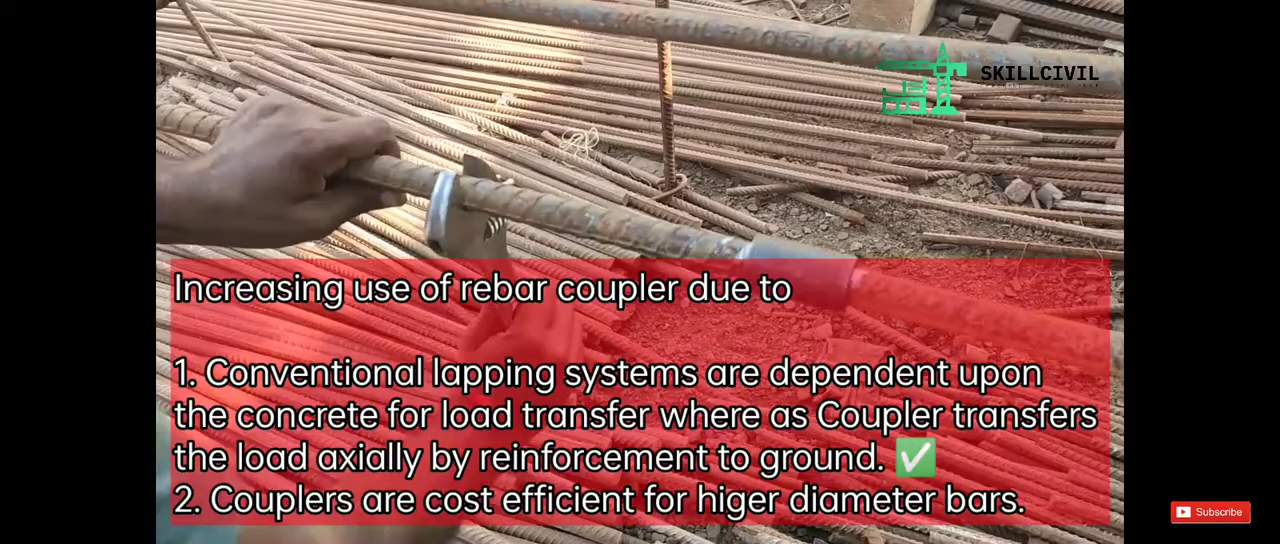 SKILLCIVIL
Increasing use of rebar coupler due to
1. Conventional lapping systems are dependent upon
the concrete for load transfer where as Coupler transfers
the load axially by reinforcement to ground. ✅
2. Couplers are cost efficient for higer diameter bars.
Subscribe